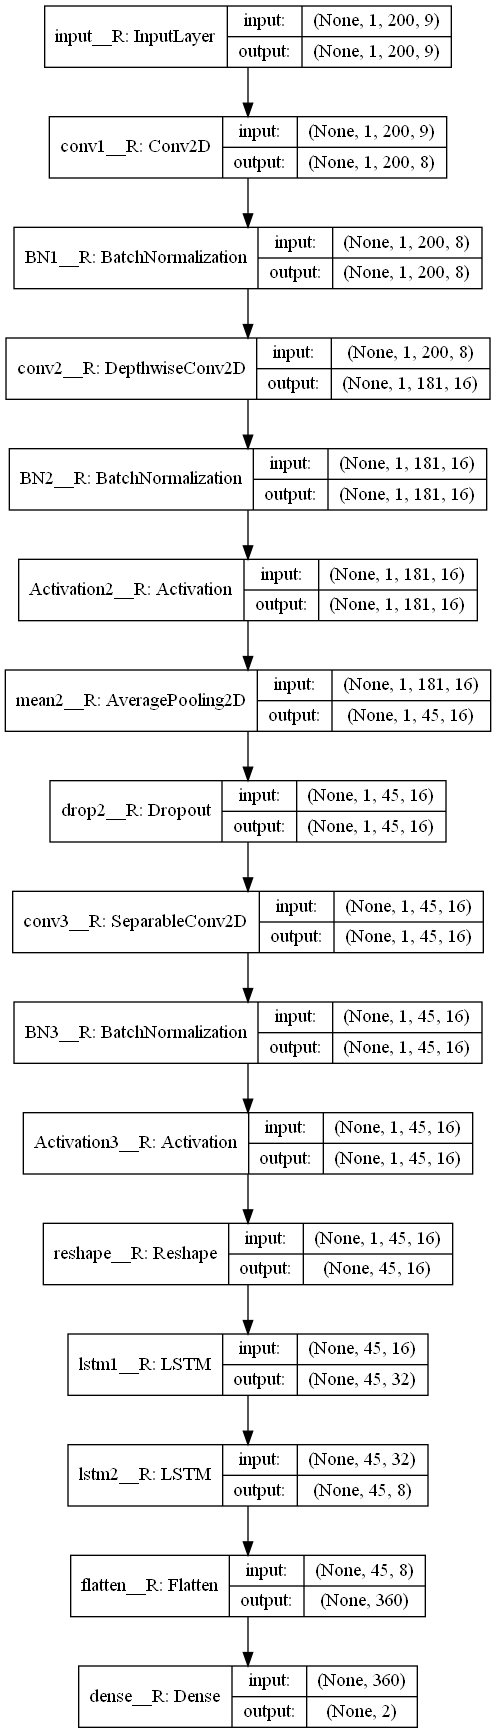 input__R: InputLayer
input: (None, 1, 200, 9)
output: (None, 1, 200, 9)
conv1__R: Conv2D
input: (None, 1, 200, 9)
output: (None, 1, 200, 8)
BN1__R: BatchNormalization
input: (None, 1, 200, 8)
output: (None, 1, 200, 8)
conv2__R: DepthwiseConv2D
input: (None, 1, 200, 8)
output: (None, 1, 181, 16)
BN2__R: BatchNormalization
input: (None, 1, 181, 16)
output: (None, 1, 181, 16)
Activation2__R: Activation
input: (None, 1, 181, 16)
output: (None, 1, 181, 16)
mean2__R: AveragePooling2D
input: (None, 1, 181, 16)
output: (None, 1, 45, 16)
drop2__R: Dropout
input: (None, 1, 45, 16)
output: (None, 1, 45, 16)
conv3__R: SeparableConv2D
input: (None, 1, 45, 16)
output: (None, 1, 45, 16)
BN3__R: BatchNormalization
input: (None, 1, 45, 16)
output: (None, 1, 45, 16)
Activation3__R: Activation
input: (None, 1, 45, 16)
output: (None, 1, 45, 16)
reshape__R: Reshape
input: (None, 1, 45, 16)
output: (None, 45, 16)
lstm1__R: LSTM
input: (None, 45, 16)
output: (None, 45, 32)
lstm2__R: LSTM
input: (None, 45, 32)
output: (None, 45, 8)
flatten__R: Flatten
input: (None, 45, 8)
output: (None, 360)
dense__R: Dense
input: (None, 360)
output: (None, 2)